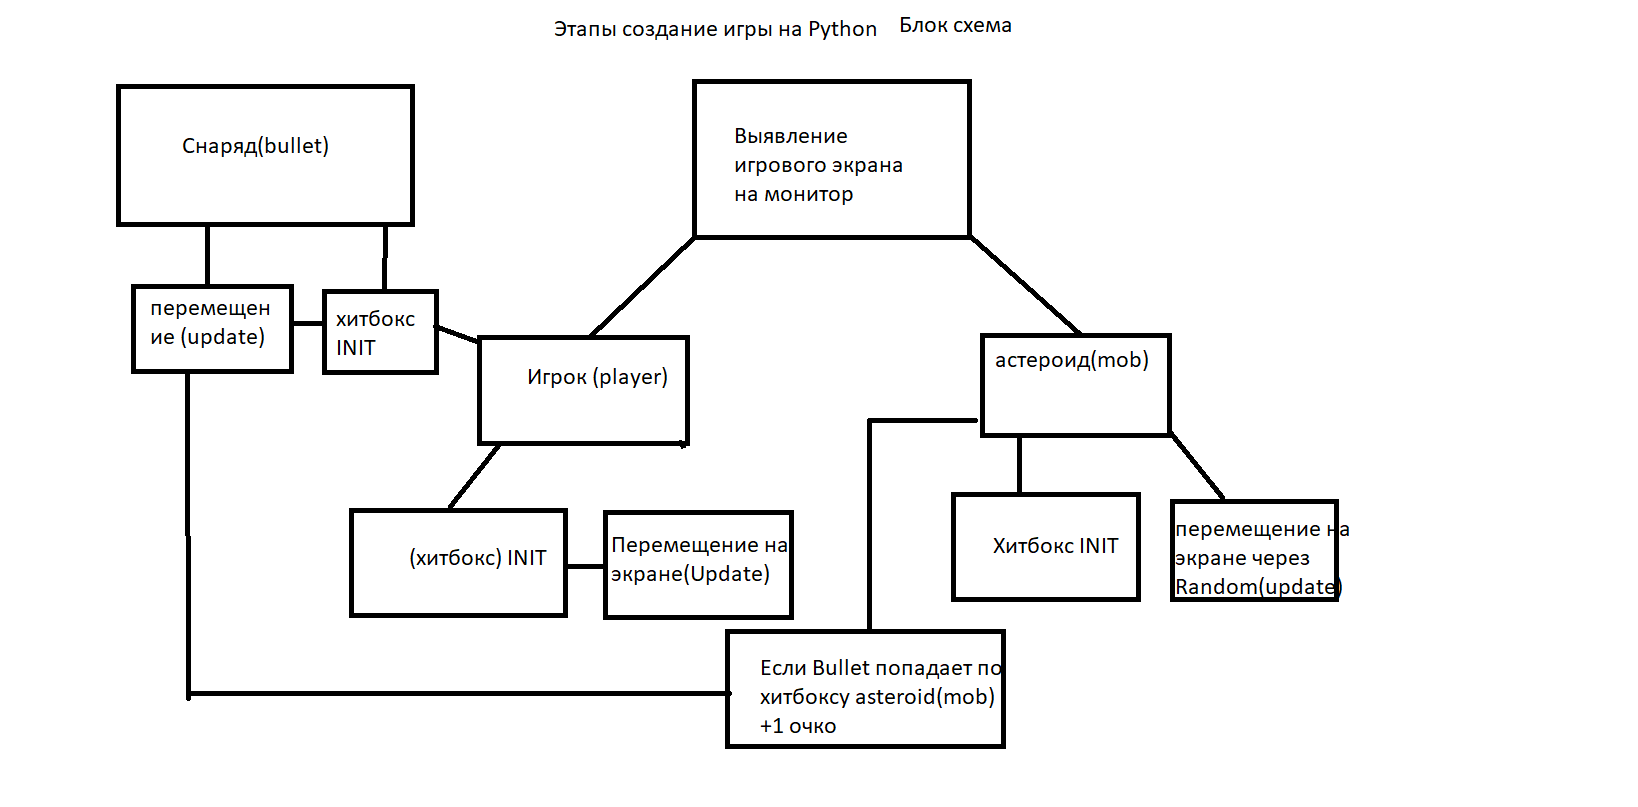 Этапы создание игры на Python Блок схема
Снаряд(bullet)
Выявление
игрового экрана
на монитор
перемещен
ие (update)
хитбокс
INIT
Игрок (player)
астероид(mob)
(хитбокс) INIT
Перемещение на
экране(Update)
Хитбокс INIT
перемещение на
экране через
Random(update)
Если Bullet попадает по
хитбоксу asteroid(mob)
+1 очко